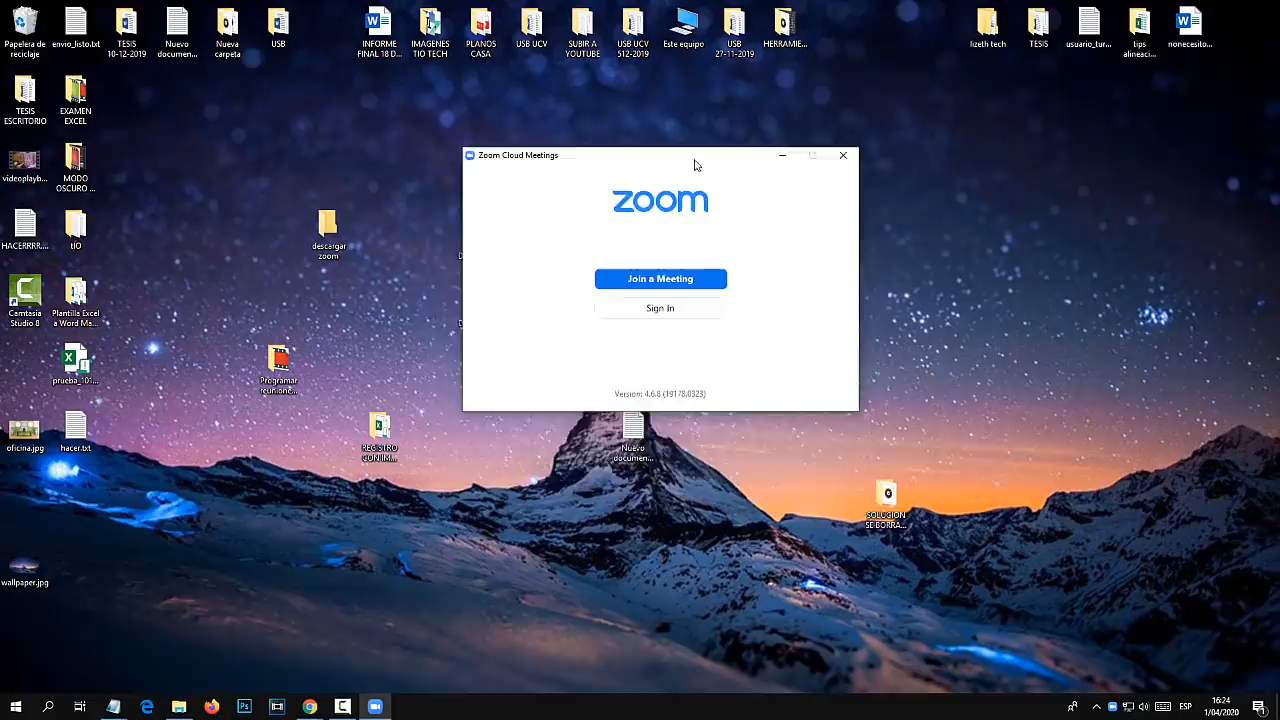 Papelera de
reciclaje
envio_listo.txt
TESIS
10-12-2019
Nuevo
documen...
Nueva
carpeta
USB
INFORME
FINAL 18 D...
IMAGENES
TIO TECH
PLANOS
CASA
USB UCV
SUBIR A
YOUTUBE
USB UCV
512-2019
Este equipo
USB
27-11-2019
HERRAMIE...
lizeth tech
TESIS
usuario_tur...
tips
alineaci...
nonecesito...
TESIS
ESCRITORIO
EXAMEN
EXCEL
videoplayb...
MODO
OSCURO ...
HACERRRR...
tÍO
descargar
zoom
Camtasia
Studio 8
Plantilla Excel
a Word Ma...
prueba_101...
Programar
reunione...
oficina.jpg
hacer.txt
REGISTRO
CON IM...
Nuevo
documen...
SOLUCION
SE BORRA...
wallpaper.jpg
Zoom Cloud Meetings
zoom
Join a Meeting
Sign In
Version: 4.6.8 (19178.0323)
Ps
ESP
16:24
1/04/2020